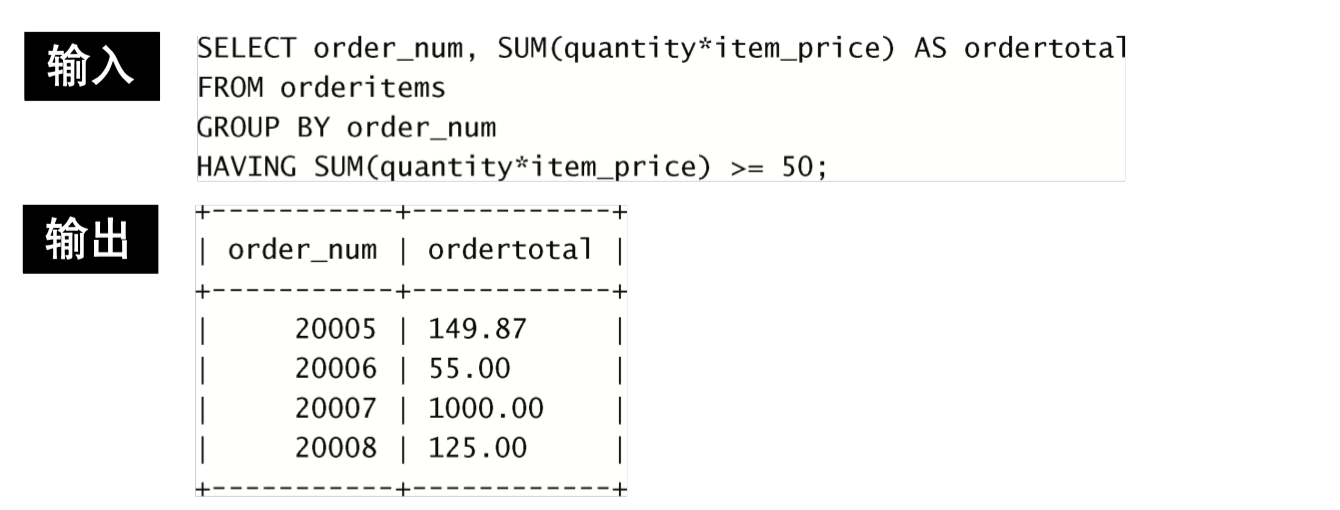 输入
SELECT order_num, SUM(quantity*item_price) AS ordertotal
FROM orderitems
GROUP BY order_num
HAVING SUM(quantity*item_price) >= 50;
输出
+-----------+------------+
| order_num | ordertotal |
+-----------+------------+
|     20005 | 149.87     |
|     20006 | 55.00      |
|     20007 | 1000.00    |
|     20008 | 125.00     |
+-----------+------------+